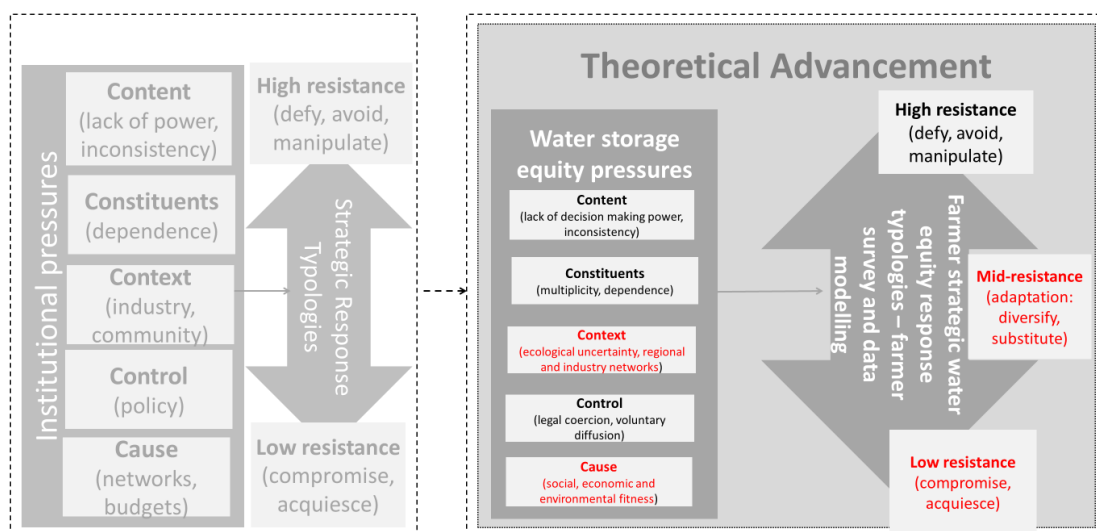 Institutional pressures
Content
(lack of power,
inconsistency)
Constituents
(dependence)
Context
(industry,
community)
Control
(policy)
Cause
(networks,
budgets)
High resistance
(defy, avoid,
manipulate)
Strategic Response
Typologies
Low resistance
(compromise,
acquiesce)
Theoretical Advancement
Water storage
equity pressures
Content
(lack of decision making power,
inconsistency)
Constituents
(multiplicity, dependence)
Context
(ecological uncertainty, regional
and industry networks)
Control
(legal coercion, voluntary
diffusion)
Cause
(social, economic and
environmental fitness)
High resistance
(defy, avoid,
manipulate)
Farmer strategic water
equity response
typologies – farmer
survey and data
modelling
Mid-resistance
(adaptation:
diversify,
substitute)
Low resistance
(compromise,
acquiesce)